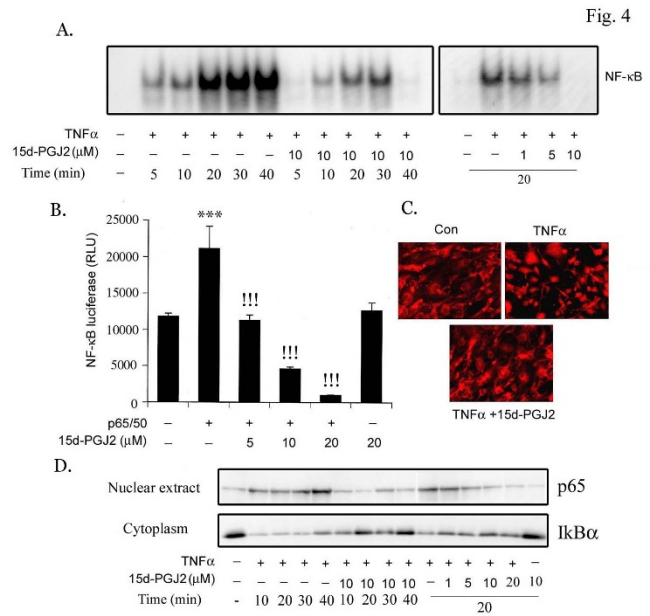 Fig. 4
A.
NF-κB
TNFα – + + + + + + + + + + – + + + +
15d-PGJ2 (μM) – – – – – – 10 10 10 10 10 – – 1 5 10
Time (min) – 5 10 20 30 40 5 10 20 30 40 20
B.
NF-κB luciferase (RLU)
25000
20000
15000
10000
5000
0
***
!!!
!!!
!!!
p65/50 – + + + + –
15d-PGJ2 (μM) – – 5 10 20 20
C.
Con
TNFα
TNFα +15d-PGJ2
D.
Nuclear extract
p65
Cytoplasm
IkBα
TNFα – + + + + + + + + + + + + + –
15d-PGJ2 (μM) – – – – – 10 10 10 10 – 1 5 10 20 10
Time (min) - 10 20 30 40 10 20 30 40 20